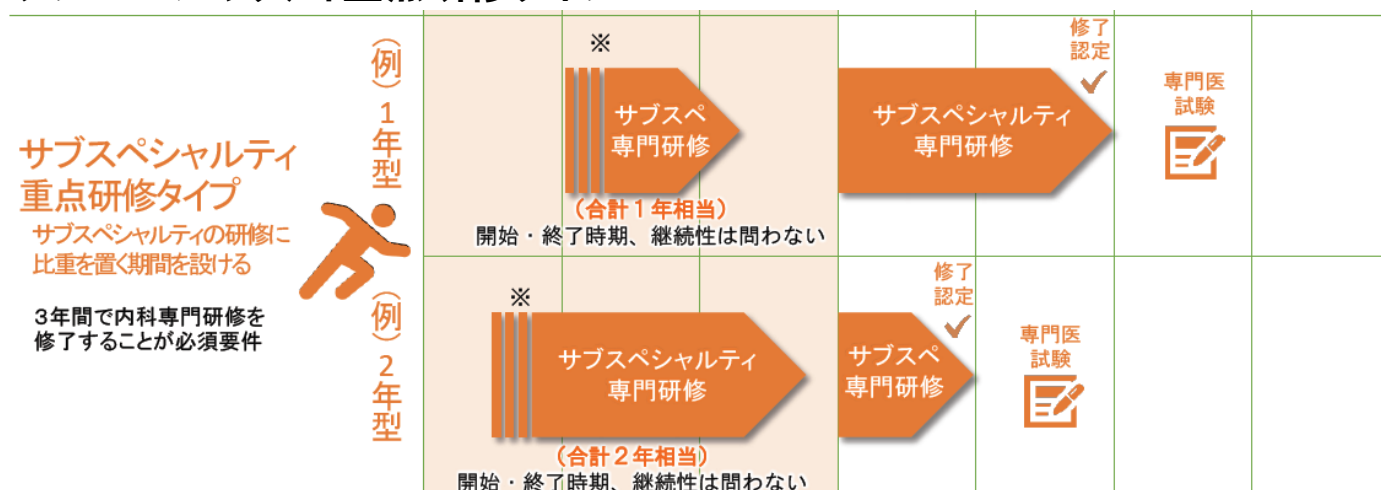 サブスペシャルティ
重点研修タイプ
サブスペシャルティの研修に
比重を置く期間を設ける
3年間で内科専門研修を
修了することが必須要件
(例)1年型
※
サブスペ
専門研修
(合計1年相当)
開始・終了時期、継続性は問わない
サブスペシャルティ
専門研修
修了
認定
専門医
試験
(例)2年型
※
サブスペシャルティ
専門研修
(合計2年相当)
開始・終了時期、継続性は問わない
サブスペ
専門研修
修了
認定
専門医
試験